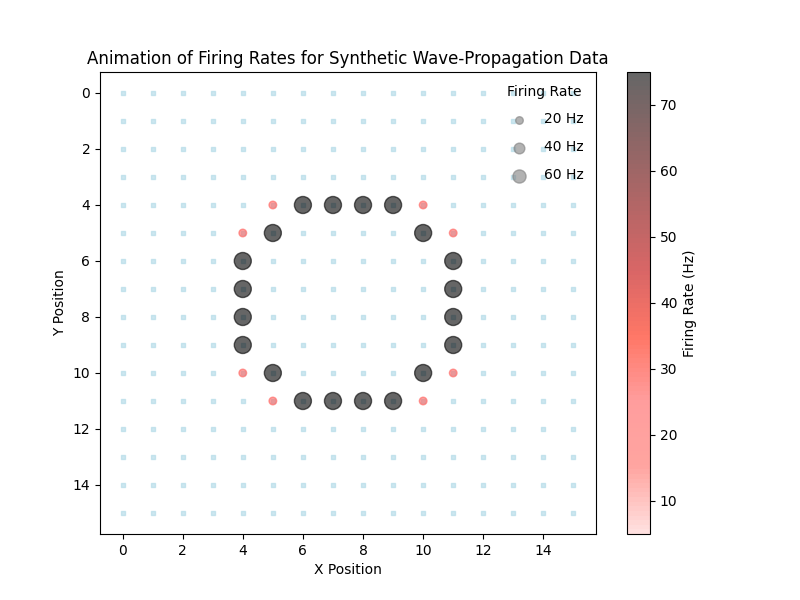 Animation of Firing Rates for Synthetic Wave-Propagation Data
Firing Rate
20 Hz
40 Hz
60 Hz
0
2
4
6
8
10
12
14
Y Position
0
2
4
6
8
10
12
14
X Position
70
60
50
40
30
20
10
Firing Rate (Hz)